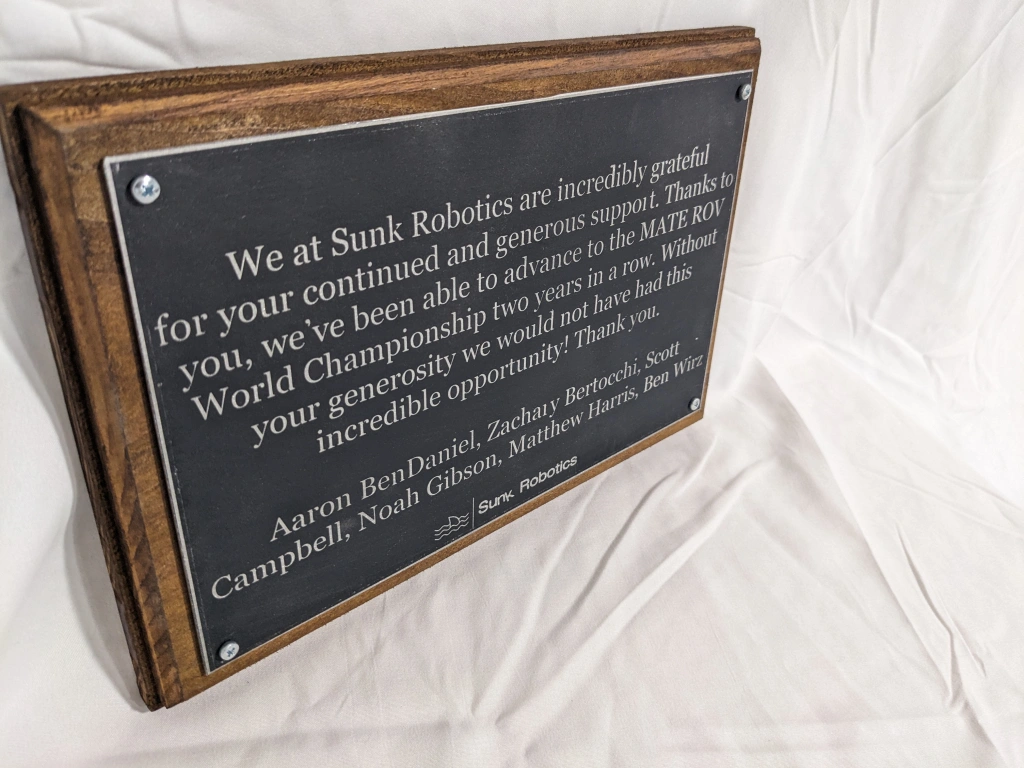 We at Sunk Robotics are incredibly grateful
for your continued and generous support. Thanks to
you, we've been able to advance to the MATE ROV
World Championship two years in a row. Without
your generosity we would not have had this
incredible opportunity! Thank you.
Aaron BenDaniel, Zachary Bertocchi, Scott
Campbell, Noah Gibson, Matthew Harris, Ben Wirz
Sunk Robotics